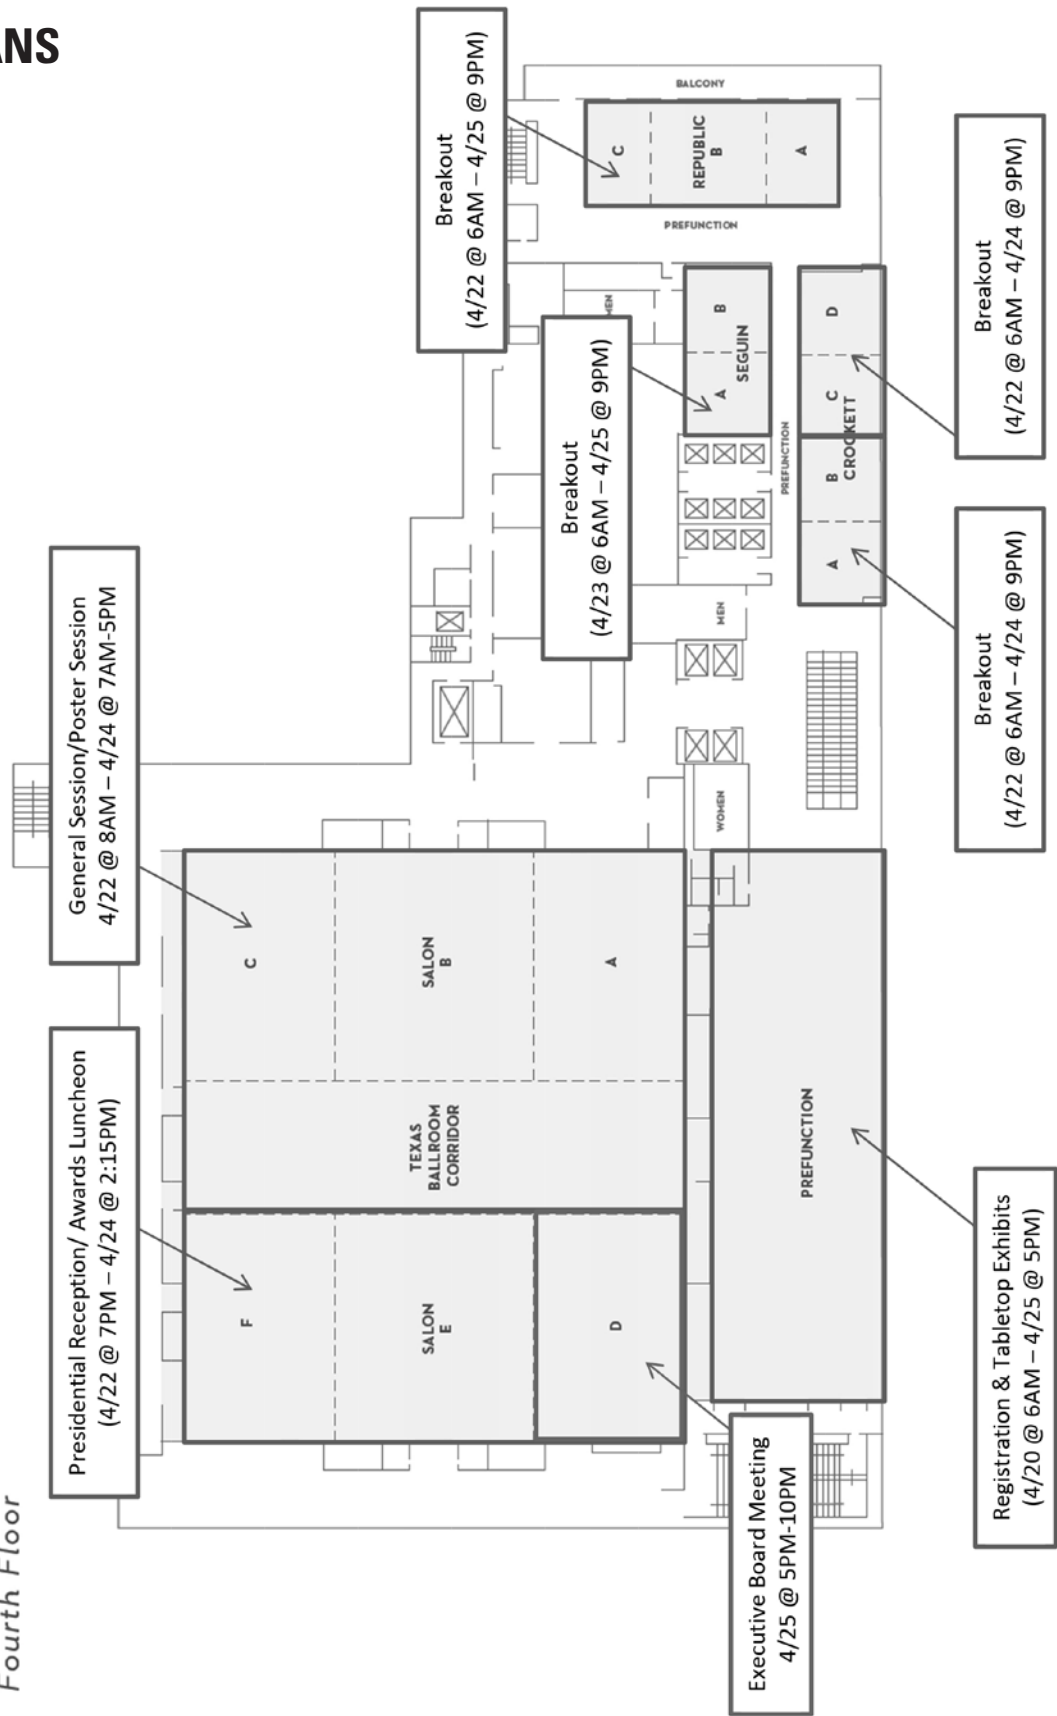 ANS
Fourth Floor
Presidential Reception/ Awards Luncheon
(4/22 @ 7PM – 4/24 @ 2:15PM)
General Session/Poster Session
4/22 @ 8AM – 4/24 @ 7AM-5PM
Breakout
(4/22 @ 6AM – 4/25 @ 9PM)
Breakout
(4/23 @ 6AM – 4/25 @ 9PM)
F
SALON
E
D
TEXAS
BALLROOM
CORRIDOR
C
SALON
B
A
PREFUNCTION
WOMEN
MEN
MEN
PREFUNCTION
A
B
SEGUIN
A
B
C
D
CROCKETT
PREFUNCTION
C
REPUBLIC
B
A
BALCONY
Executive Board Meeting
4/25 @ 5PM-10PM
Registration & Tabletop Exhibits
(4/20 @ 6AM – 4/25 @ 5PM)
Breakout
(4/22 @ 6AM – 4/24 @ 9PM)
Breakout
(4/22 @ 6AM – 4/24 @ 9PM)